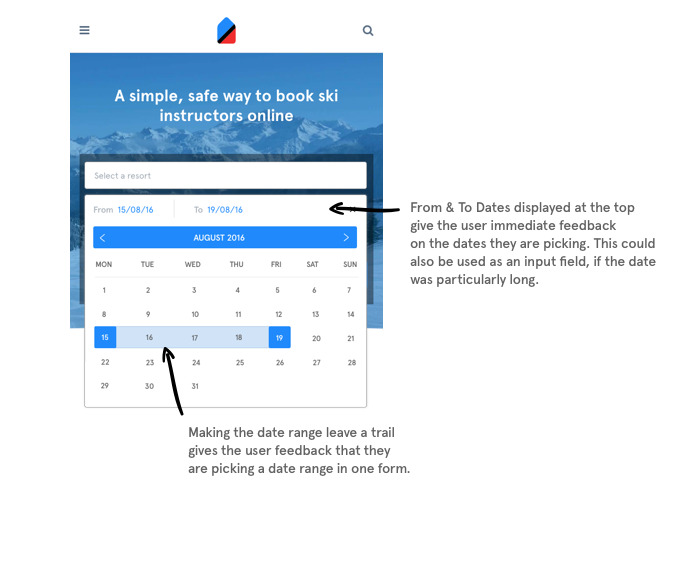 A simple, safe way to book ski
instructors online
Select a resort
From 15/08/16 To 19/08/16
AUGUST 2016
MON TUE WED THU FRI SAT SUN
1 2 3 4 5 6 7
8 9 10 11 12 13 14
15 16 17 18 19 20 21
22 23 24 25 26 27 28
29 30 31
From & To Dates displayed at the top
give the user immediate feedback
on the dates they are picking. This could
also be used as an input field, if the date
was particularly long.
Making the date range leave a trail
gives the user feedback that they
are picking a date range in one form.